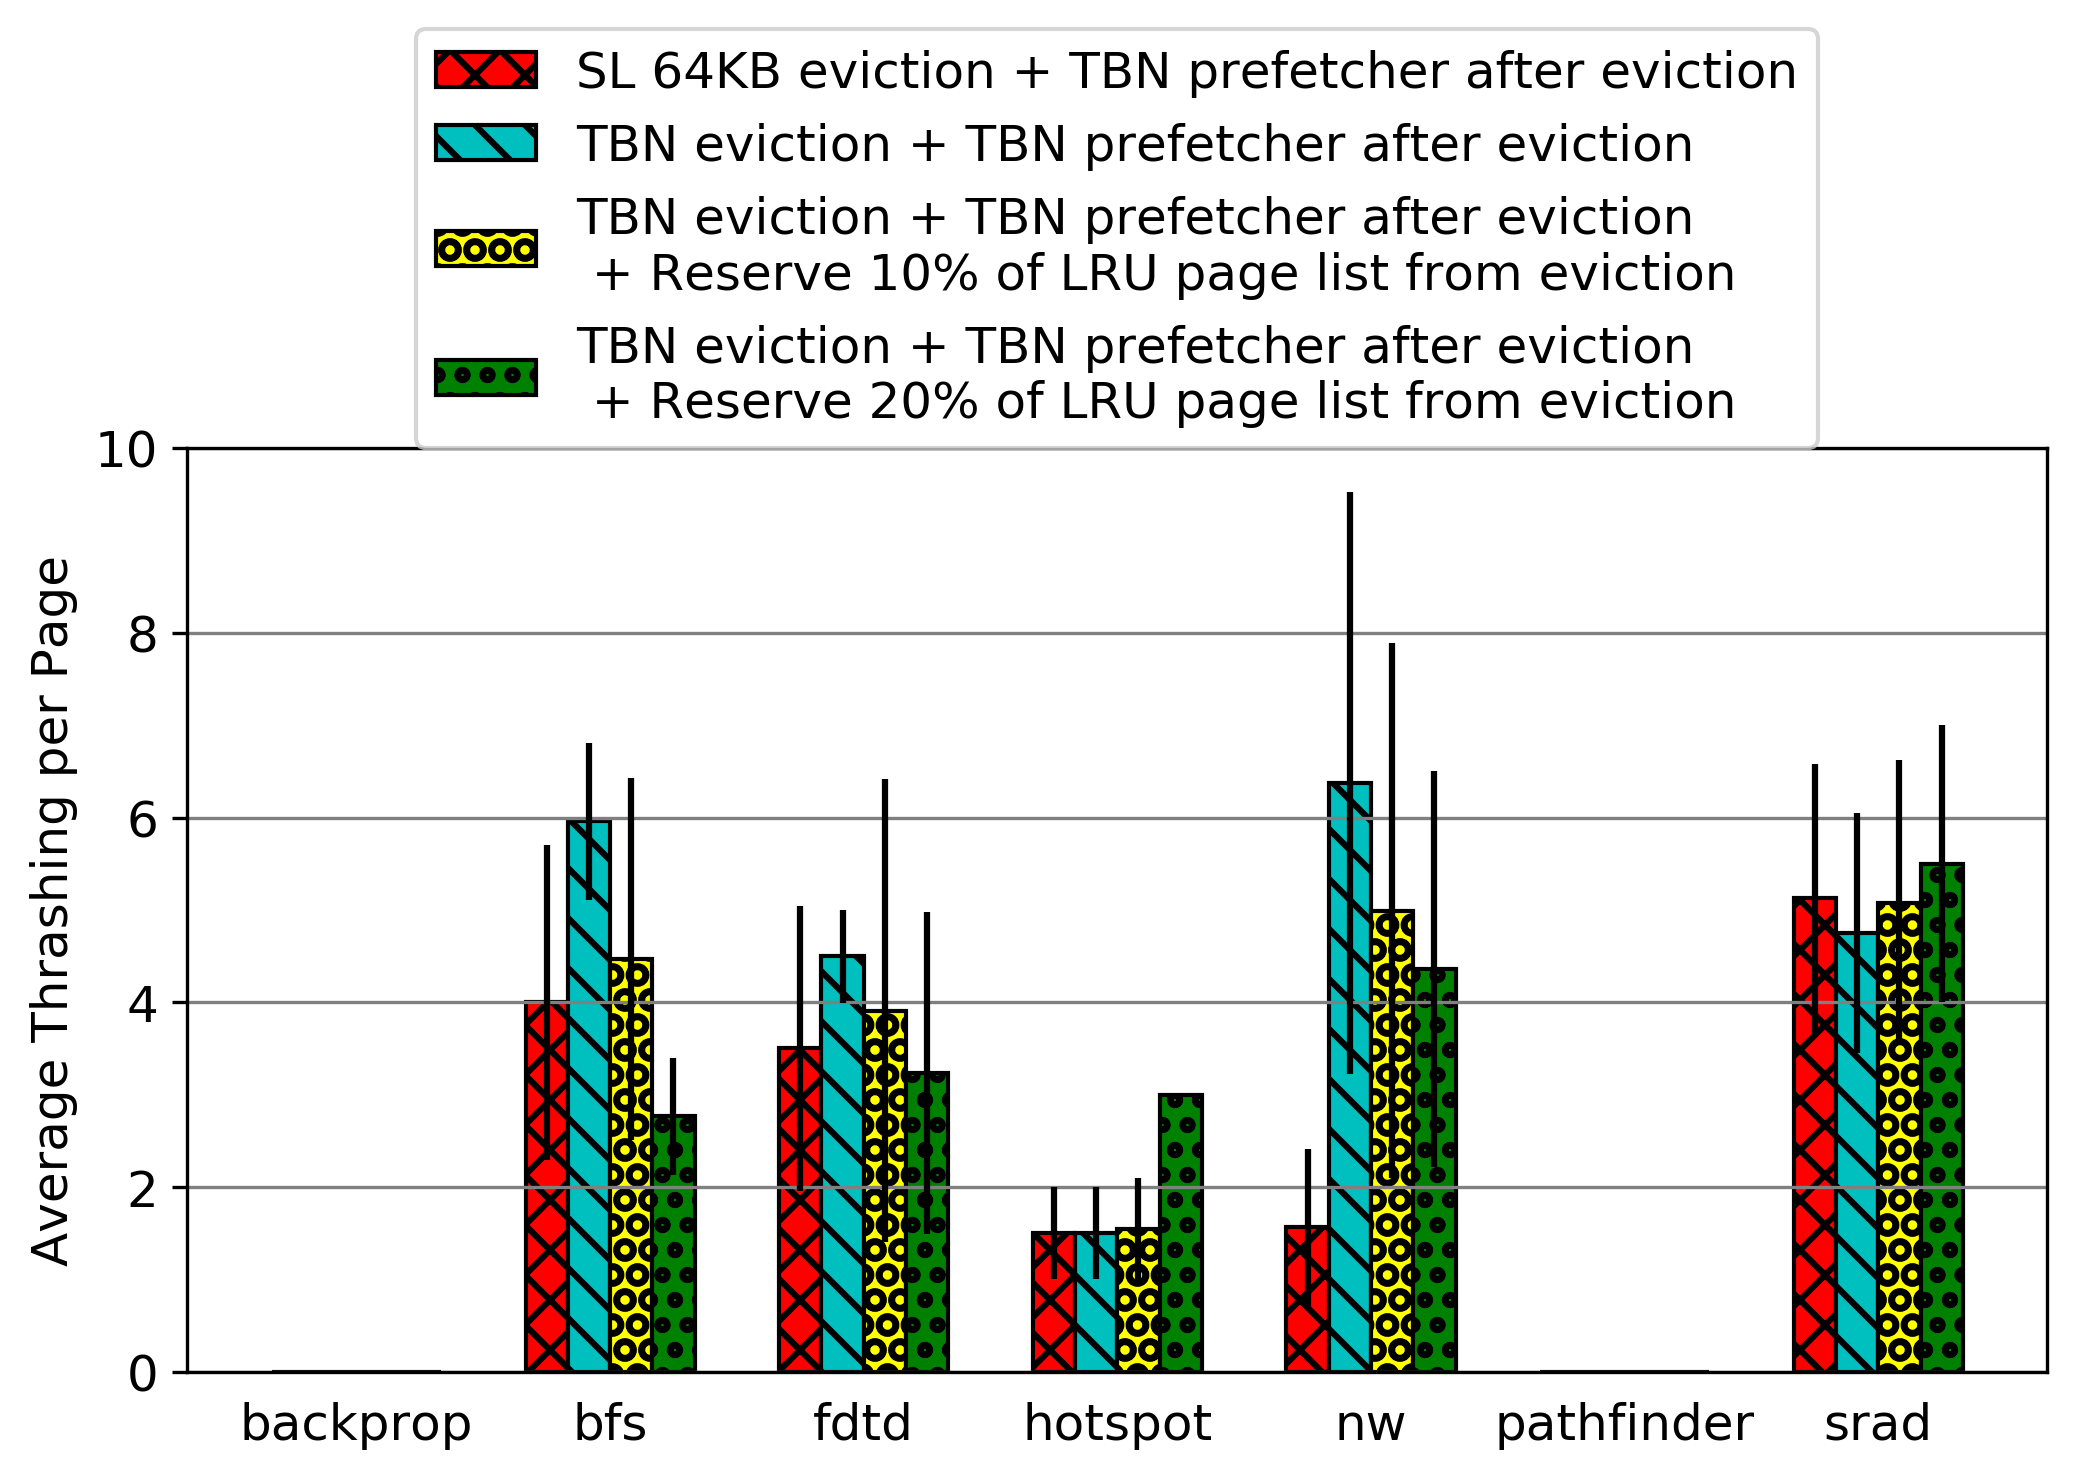 SL 64KB eviction + TBN prefetcher after eviction
TBN eviction + TBN prefetcher after eviction
TBN eviction + TBN prefetcher after eviction
+ Reserve 10% of LRU page list from eviction
TBN eviction + TBN prefetcher after eviction
+ Reserve 20% of LRU page list from eviction
Average Thrashing per Page
10
8
6
4
2
0
backprop bfs fdtd hotspot nw pathfinder srad